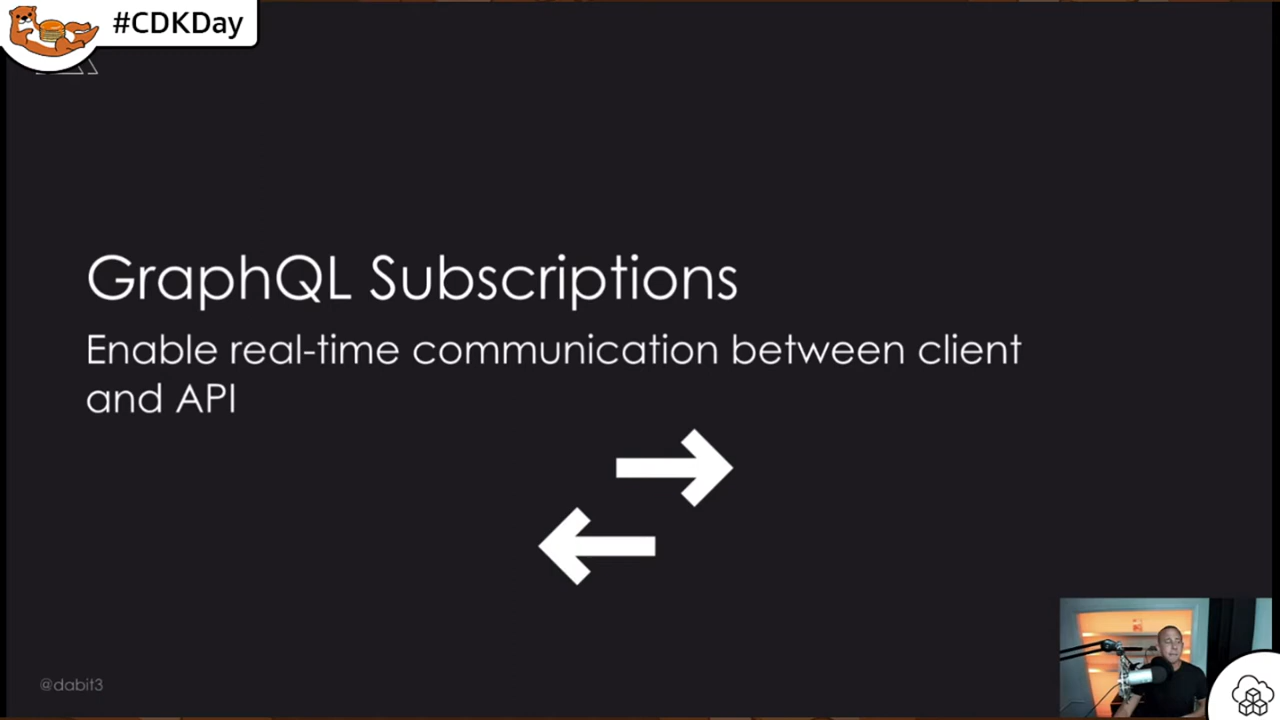 #CDKDay
GraphQL Subscriptions
Enable real-time communication between client
and API
@dabit3